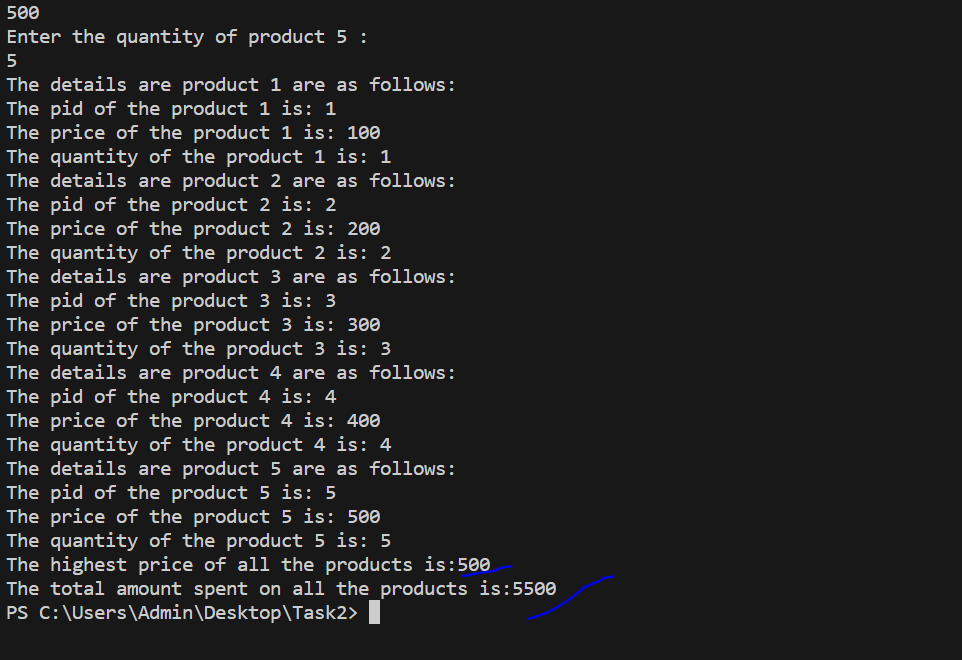 500
Enter the quantity of product 5 :
5
The details are product 1 are as follows:
The pid of the product 1 is: 1
The price of the product 1 is: 100
The quantity of the product 1 is: 1
The details are product 2 are as follows:
The pid of the product 2 is: 2
The price of the product 2 is: 200
The quantity of the product 2 is: 2
The details are product 3 are as follows:
The pid of the product 3 is: 3
The price of the product 3 is: 300
The quantity of the product 3 is: 3
The details are product 4 are as follows:
The pid of the product 4 is: 4
The price of the product 4 is: 400
The quantity of the product 4 is: 4
The details are product 5 are as follows:
The pid of the product 5 is: 5
The price of the product 5 is: 500
The quantity of the product 5 is: 5
The highest price of all the products is:500
The total amount spent on all the products is:5500
PS C:\Users\Admin\Desktop\Task2>